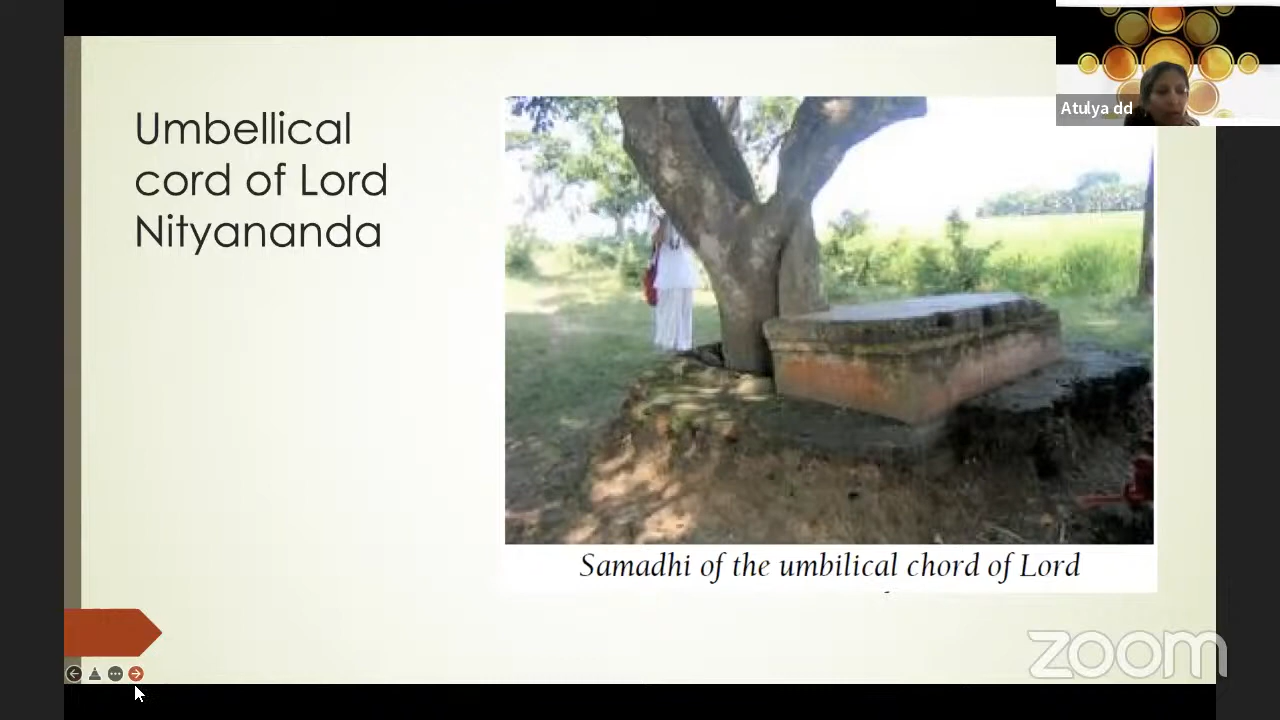 Umbellical
cord of Lord
Nityananda
Atulya dd
Samadhi of the umbilical chord of Lord
zoom